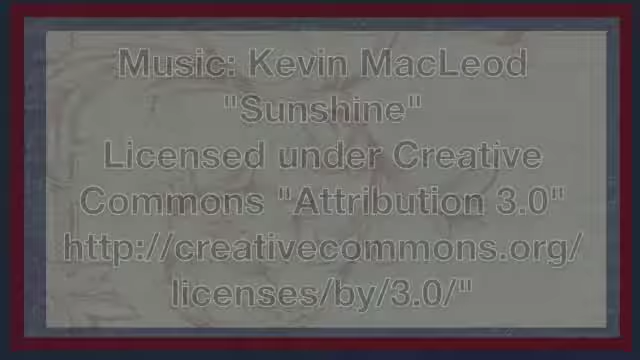 Music: Kevin MacLeod
"Sunshine"
Licensed under Creative
Commons "Attribution 3.0"
http://creativecommons.org/
licenses/by/3.0/"